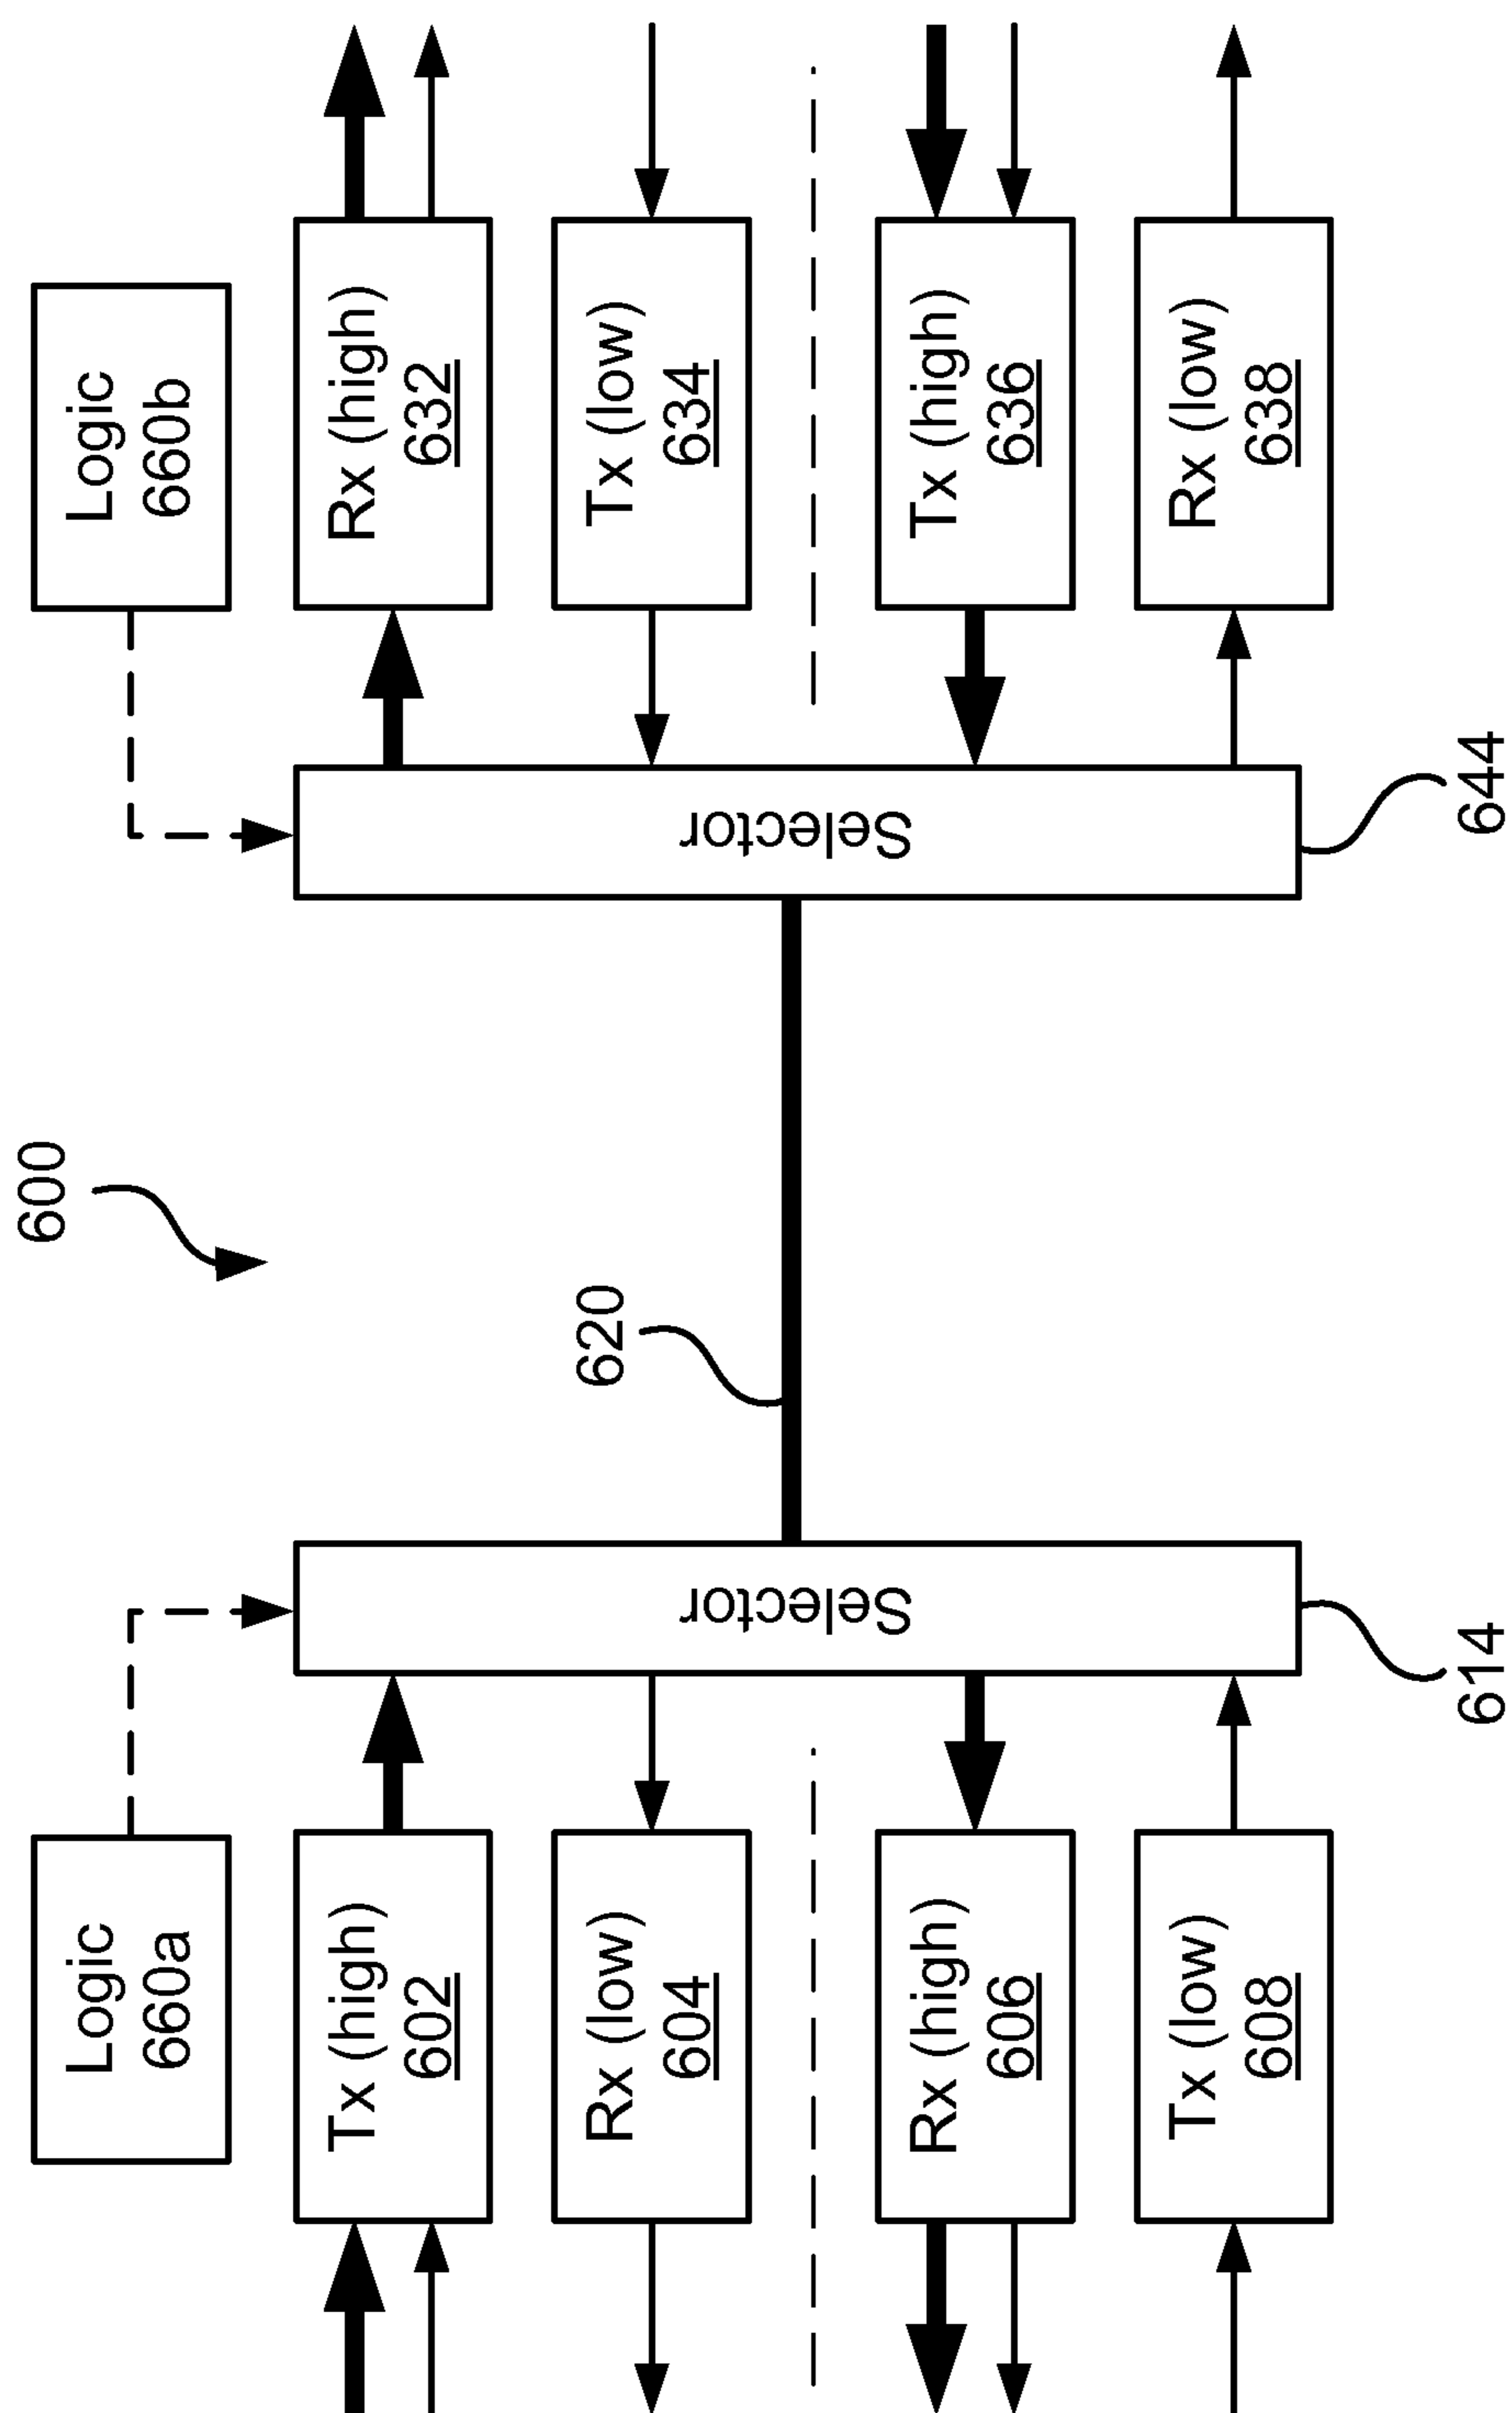 600
Logic
660a
Logic
660b
Tx (high)
602
Rx (low)
604
Rx (high)
606
Tx (low)
608
Selector
614
620
Selector
644
Rx (high)
632
Tx (low)
634
Tx (high)
636
Rx (low)
638